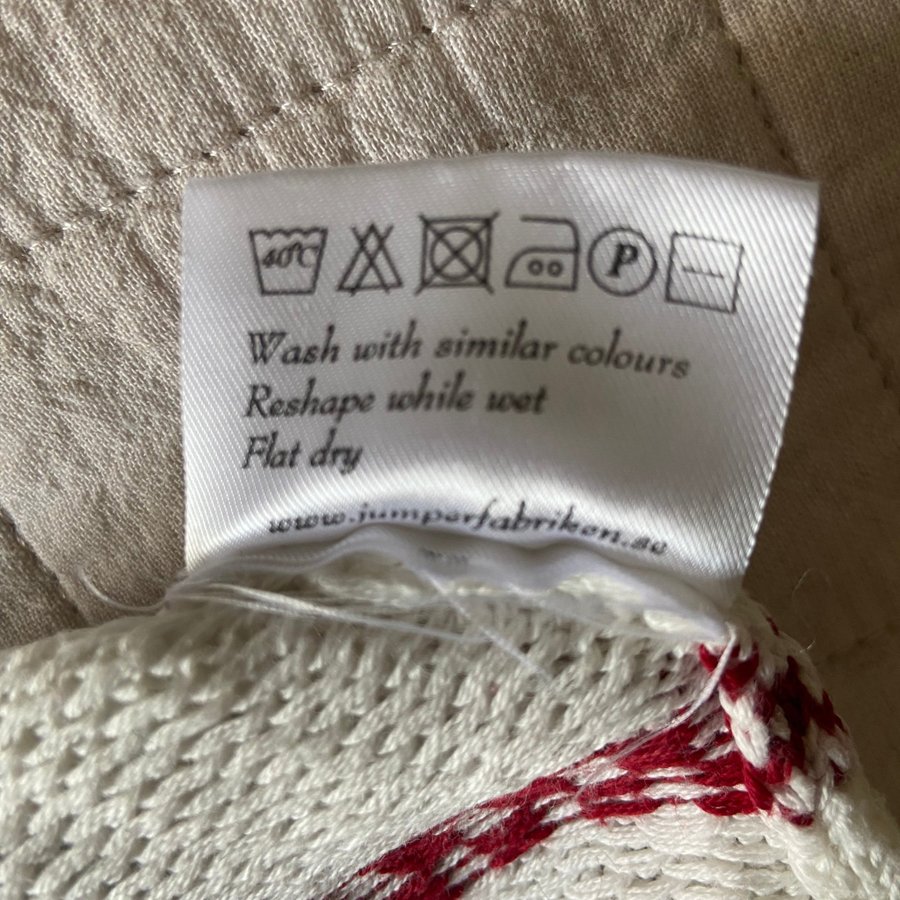 40°C
P
Wash with similar colours
Reshape while wet
Flat dry
www.jumperfabriken.se